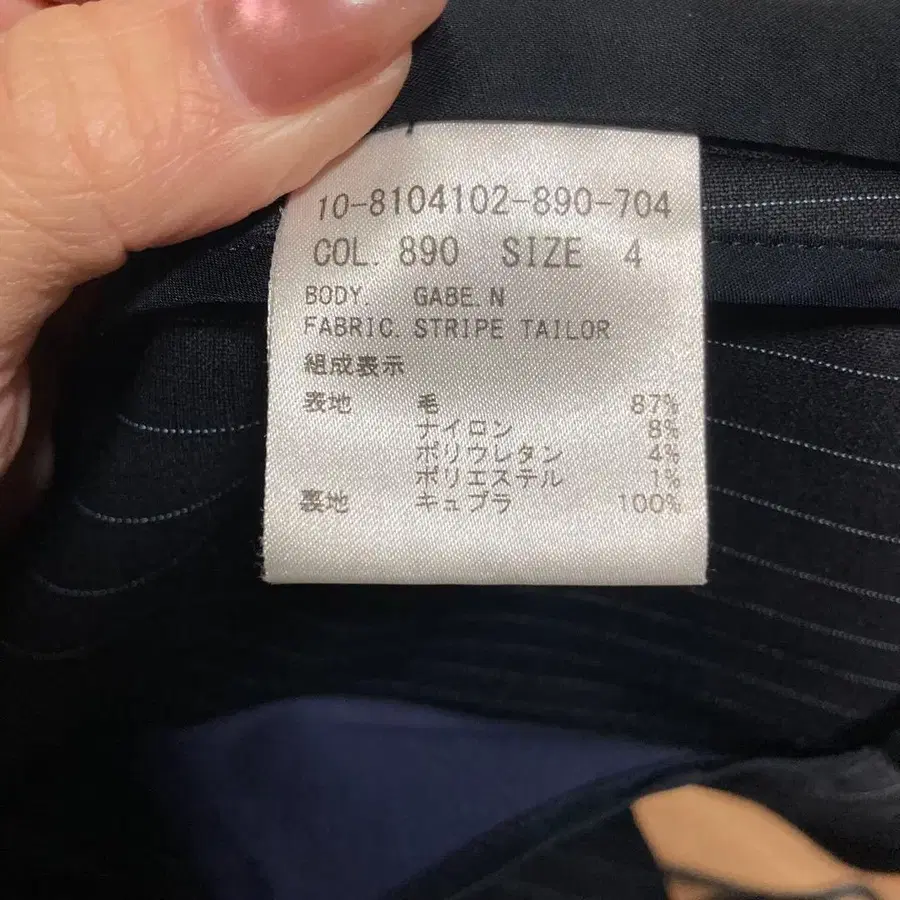 10-8104102-890-704
COL. 890 SIZE 4
BODY. GABE.N
FABRIC. STRIPE TAILOR
組成表示
表地 毛 87%
ナイロン 8%
ポリウレタン 4%
ポリエステル 1%
裏地 キュプラ 100%